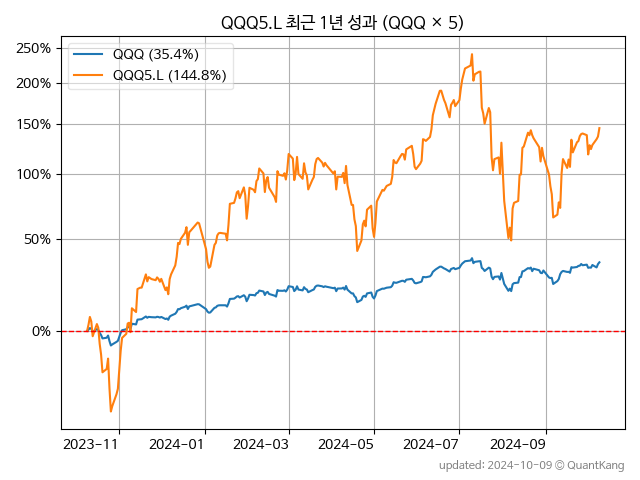 QQQ5.L 최근 1년 성과 (QQQ × 5)
QQQ (35.4%)
QQQ5.L (144.8%)
250%
200%
150%
100%
50%
0%
2023-11 2024-01 2024-03 2024-05 2024-07 2024-09
updated: 2024-10-09 © QuantKang